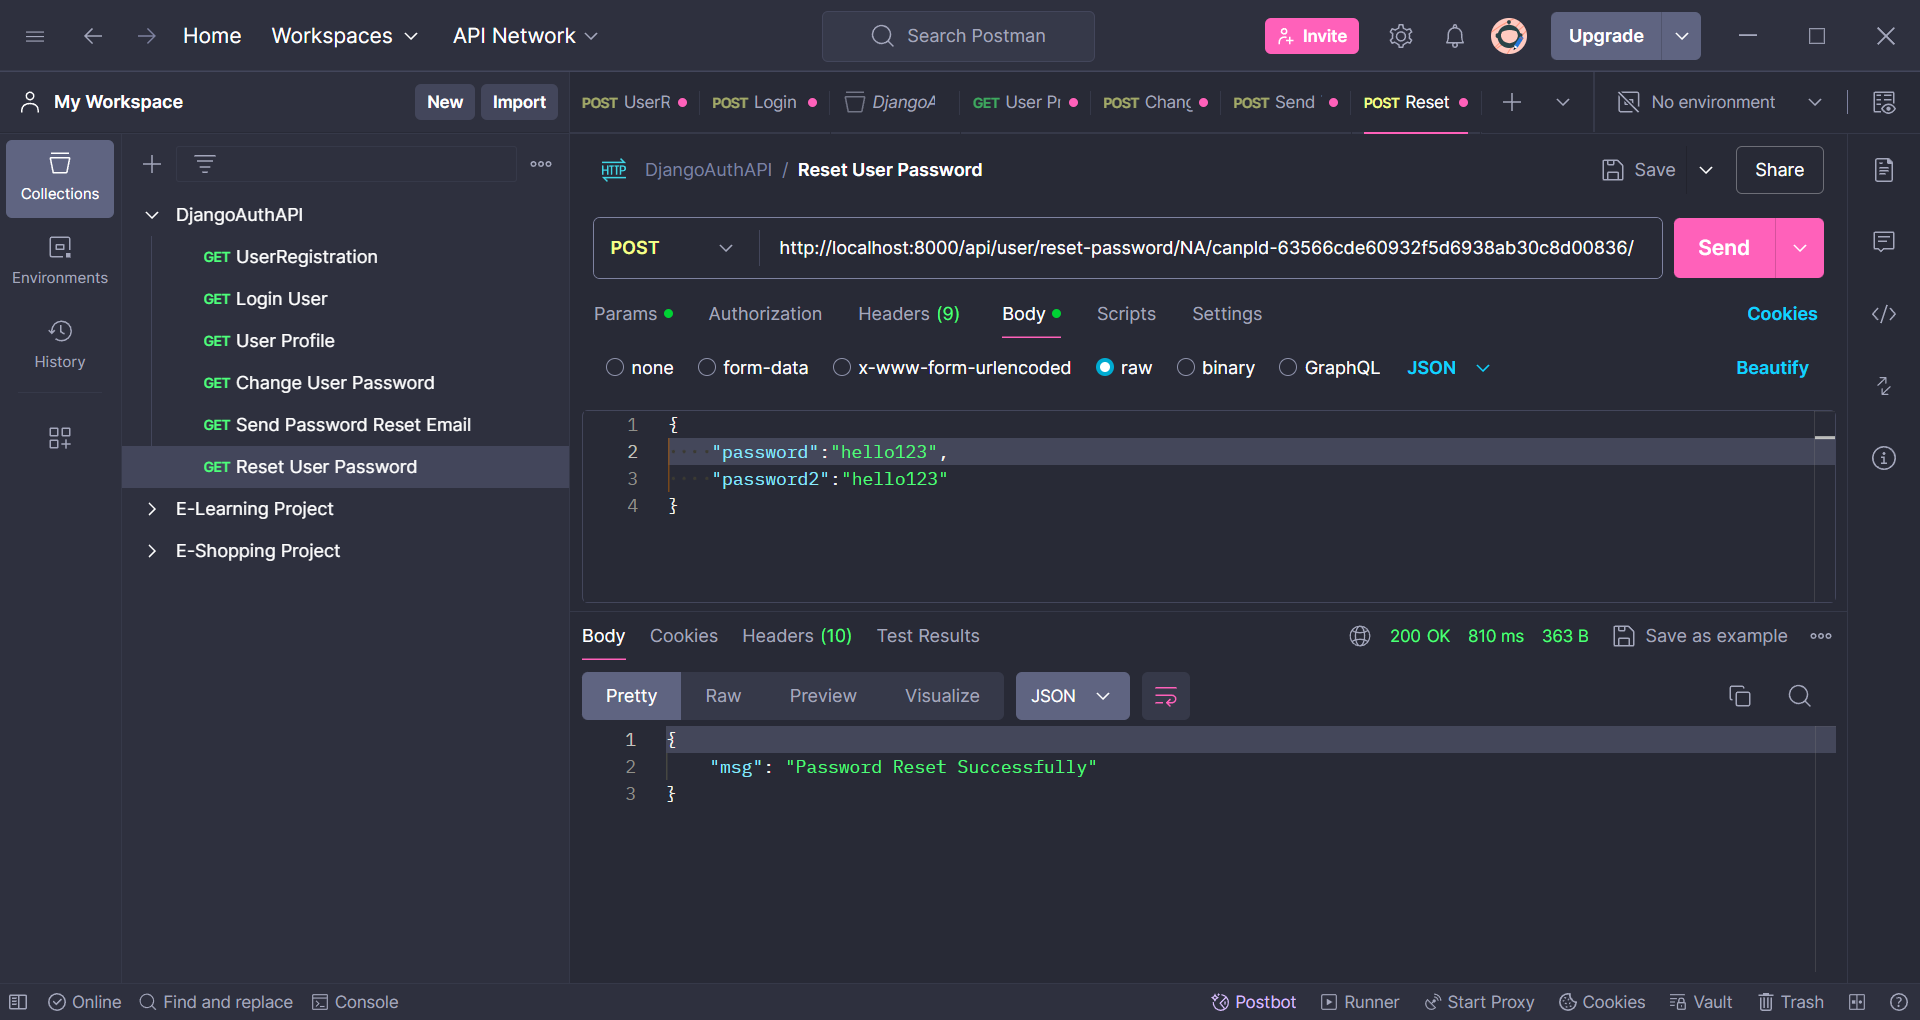 Home Workspaces API Network Search Postman Invite Upgrade
My Workspace New Import
POST UserR POST Login DjangoA GET User Pr POST Chang POST Send POST Reset No environment
Collections
Environments
History
DjangoAuthAPI
GET UserRegistration
GET Login User
GET User Profile
GET Change User Password
GET Send Password Reset Email
GET Reset User Password
E-Learning Project
E-Shopping Project
HTTP DjangoAuthAPI / Reset User Password Save Share
POST http://localhost:8000/api/user/reset-password/NA/canpld-63566cde60932f5d6938ab30c8d00836/ Send
Params Authorization Headers (9) Body Scripts Settings Cookies
none form-data x-www-form-urlencoded raw binary GraphQL JSON Beautify
1 {
2 "password":"hello123",
3 "password2":"hello123"
4 }
Body Cookies Headers (10) Test Results 200 OK 810 ms 363 B Save as example
Pretty Raw Preview Visualize JSON
1 {
2 "msg": "Password Reset Successfully"
3 }
Online Find and replace Console Postbot Runner Start Proxy Cookies Vault Trash